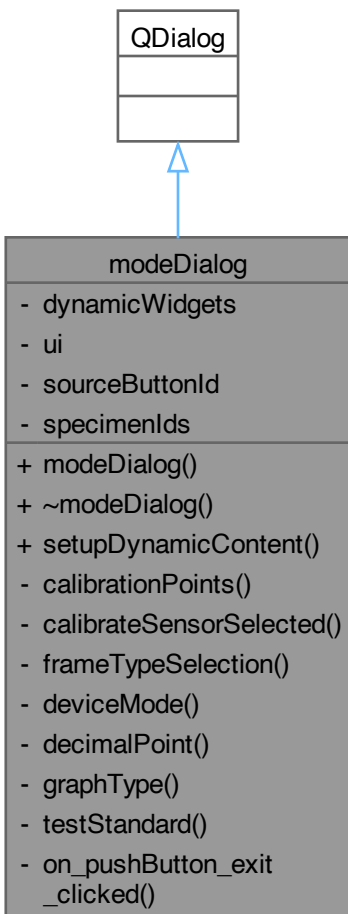 QDialog
modeDialog
- dynamicWidgets
- ui
- sourceButtonId
- specimenIds
+ modeDialog()
+ ~modeDialog()
+ setupDynamicContent()
- calibrationPoints()
- calibrateSensorSelected()
- frameTypeSelection()
- deviceMode()
- decimalPoint()
- graphType()
- testStandard()
- on_pushButton_exit
_clicked()